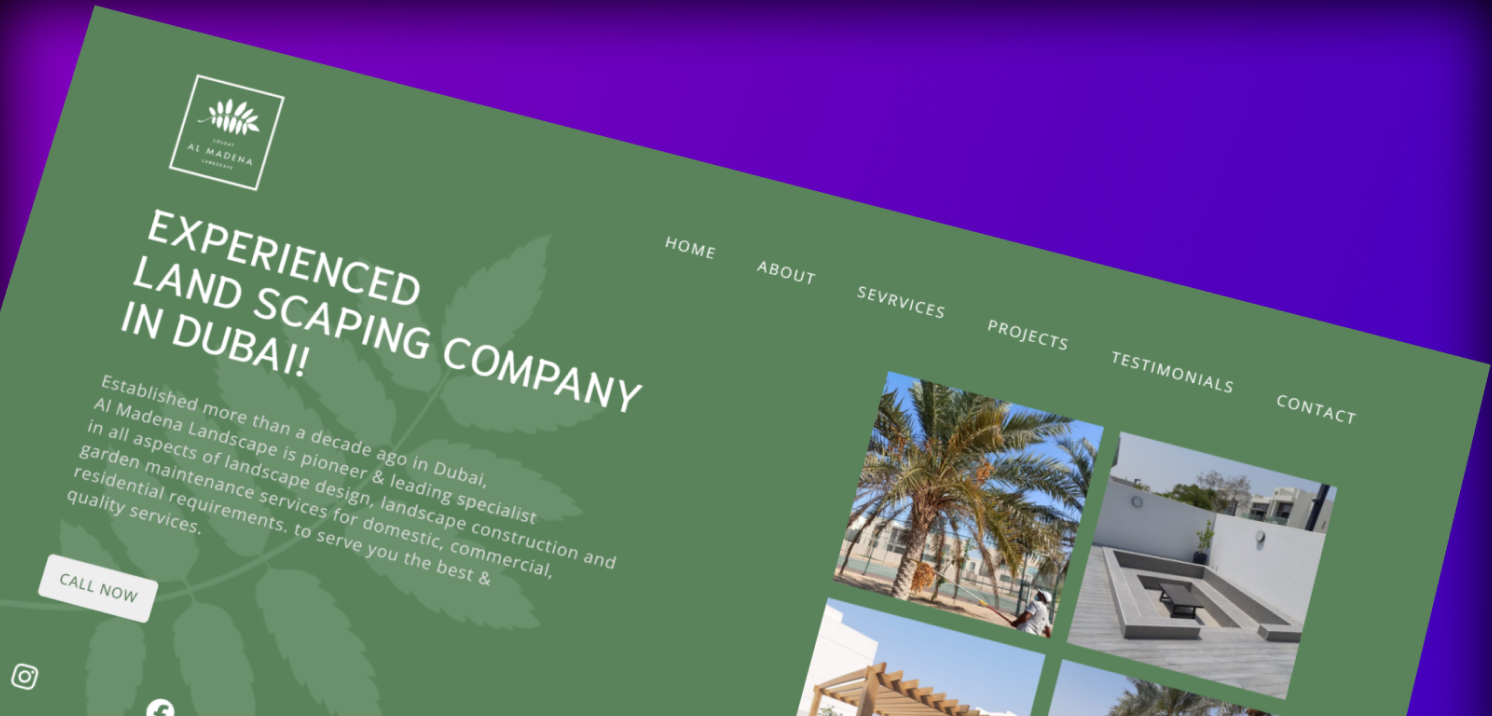 AL MADENA
LANDSCAPE
HOME
ABOUT
SEVRVICES
PROJECTS
TESTIMONIALS
CONTACT
EXPERIENCED
LAND SCAPING COMPANY
IN DUBAI!
Established more than a decade ago in Dubai,
Al Madena Landscape is pioneer & leading specialist
in all aspects of landscape design, landscape construction and
garden maintenance services for domestic, commercial,
residential requirements. to serve you the best &
quality services.
CALL NOW